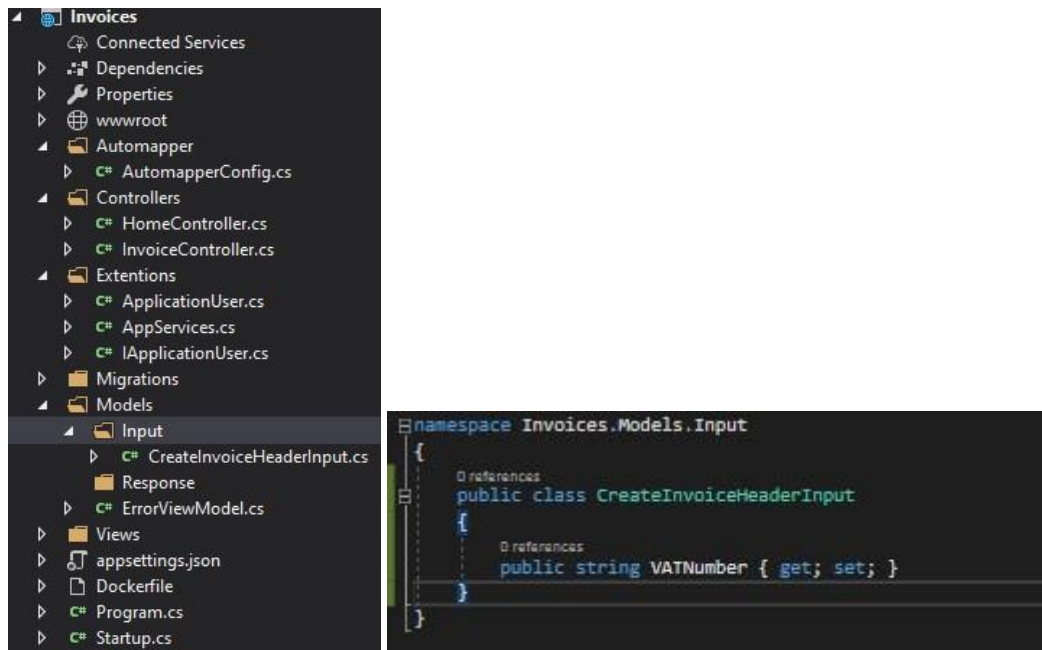 Invoices
Connected Services
Dependencies
Properties
wwwroot
Automapper
C# AutomapperConfig.cs
Controllers
C# HomeController.cs
C# InvoiceController.cs
Extentions
C# ApplicationUser.cs
C# AppServices.cs
C# IApplicationUser.cs
Migrations
Models
Input
C# CreateInvoiceHeaderInput.cs
Response
C# ErrorViewModel.cs
Views
appsettings.json
Dockerfile
C# Program.cs
C# Startup.cs
namespace Invoices.Models.Input
{
0 references
public class CreateInvoiceHeaderInput
{
0 references
public string VATNumber { get; set; }
}
}